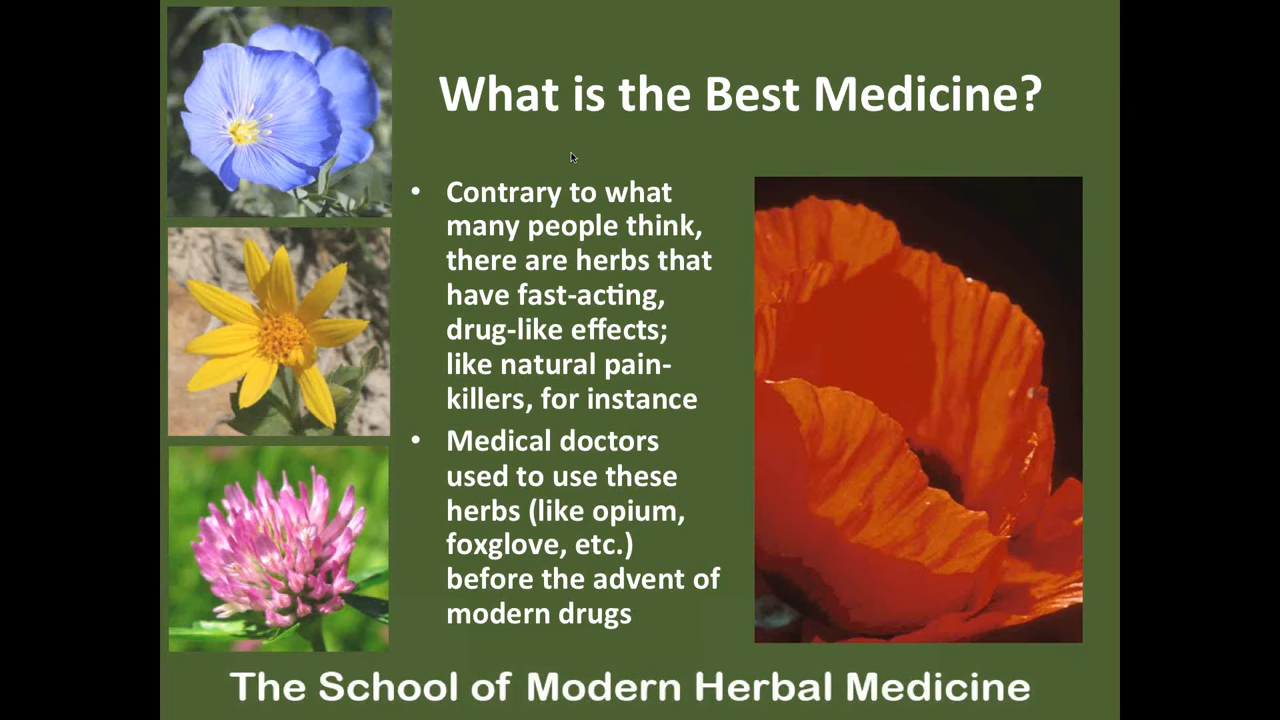 What is the Best Medicine?
• Contrary to what
many people think,
there are herbs that
have fast-acting,
drug-like effects;
like natural pain-
killers, for instance
• Medical doctors
used to use these
herbs (like opium,
foxglove, etc.)
before the advent of
modern drugs
The School of Modern Herbal Medicine